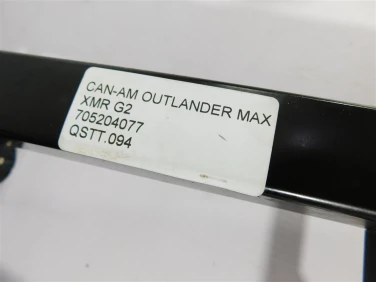 CAN-AM OUTLANDER MAX
XMR G2
705204077
QSTT.094